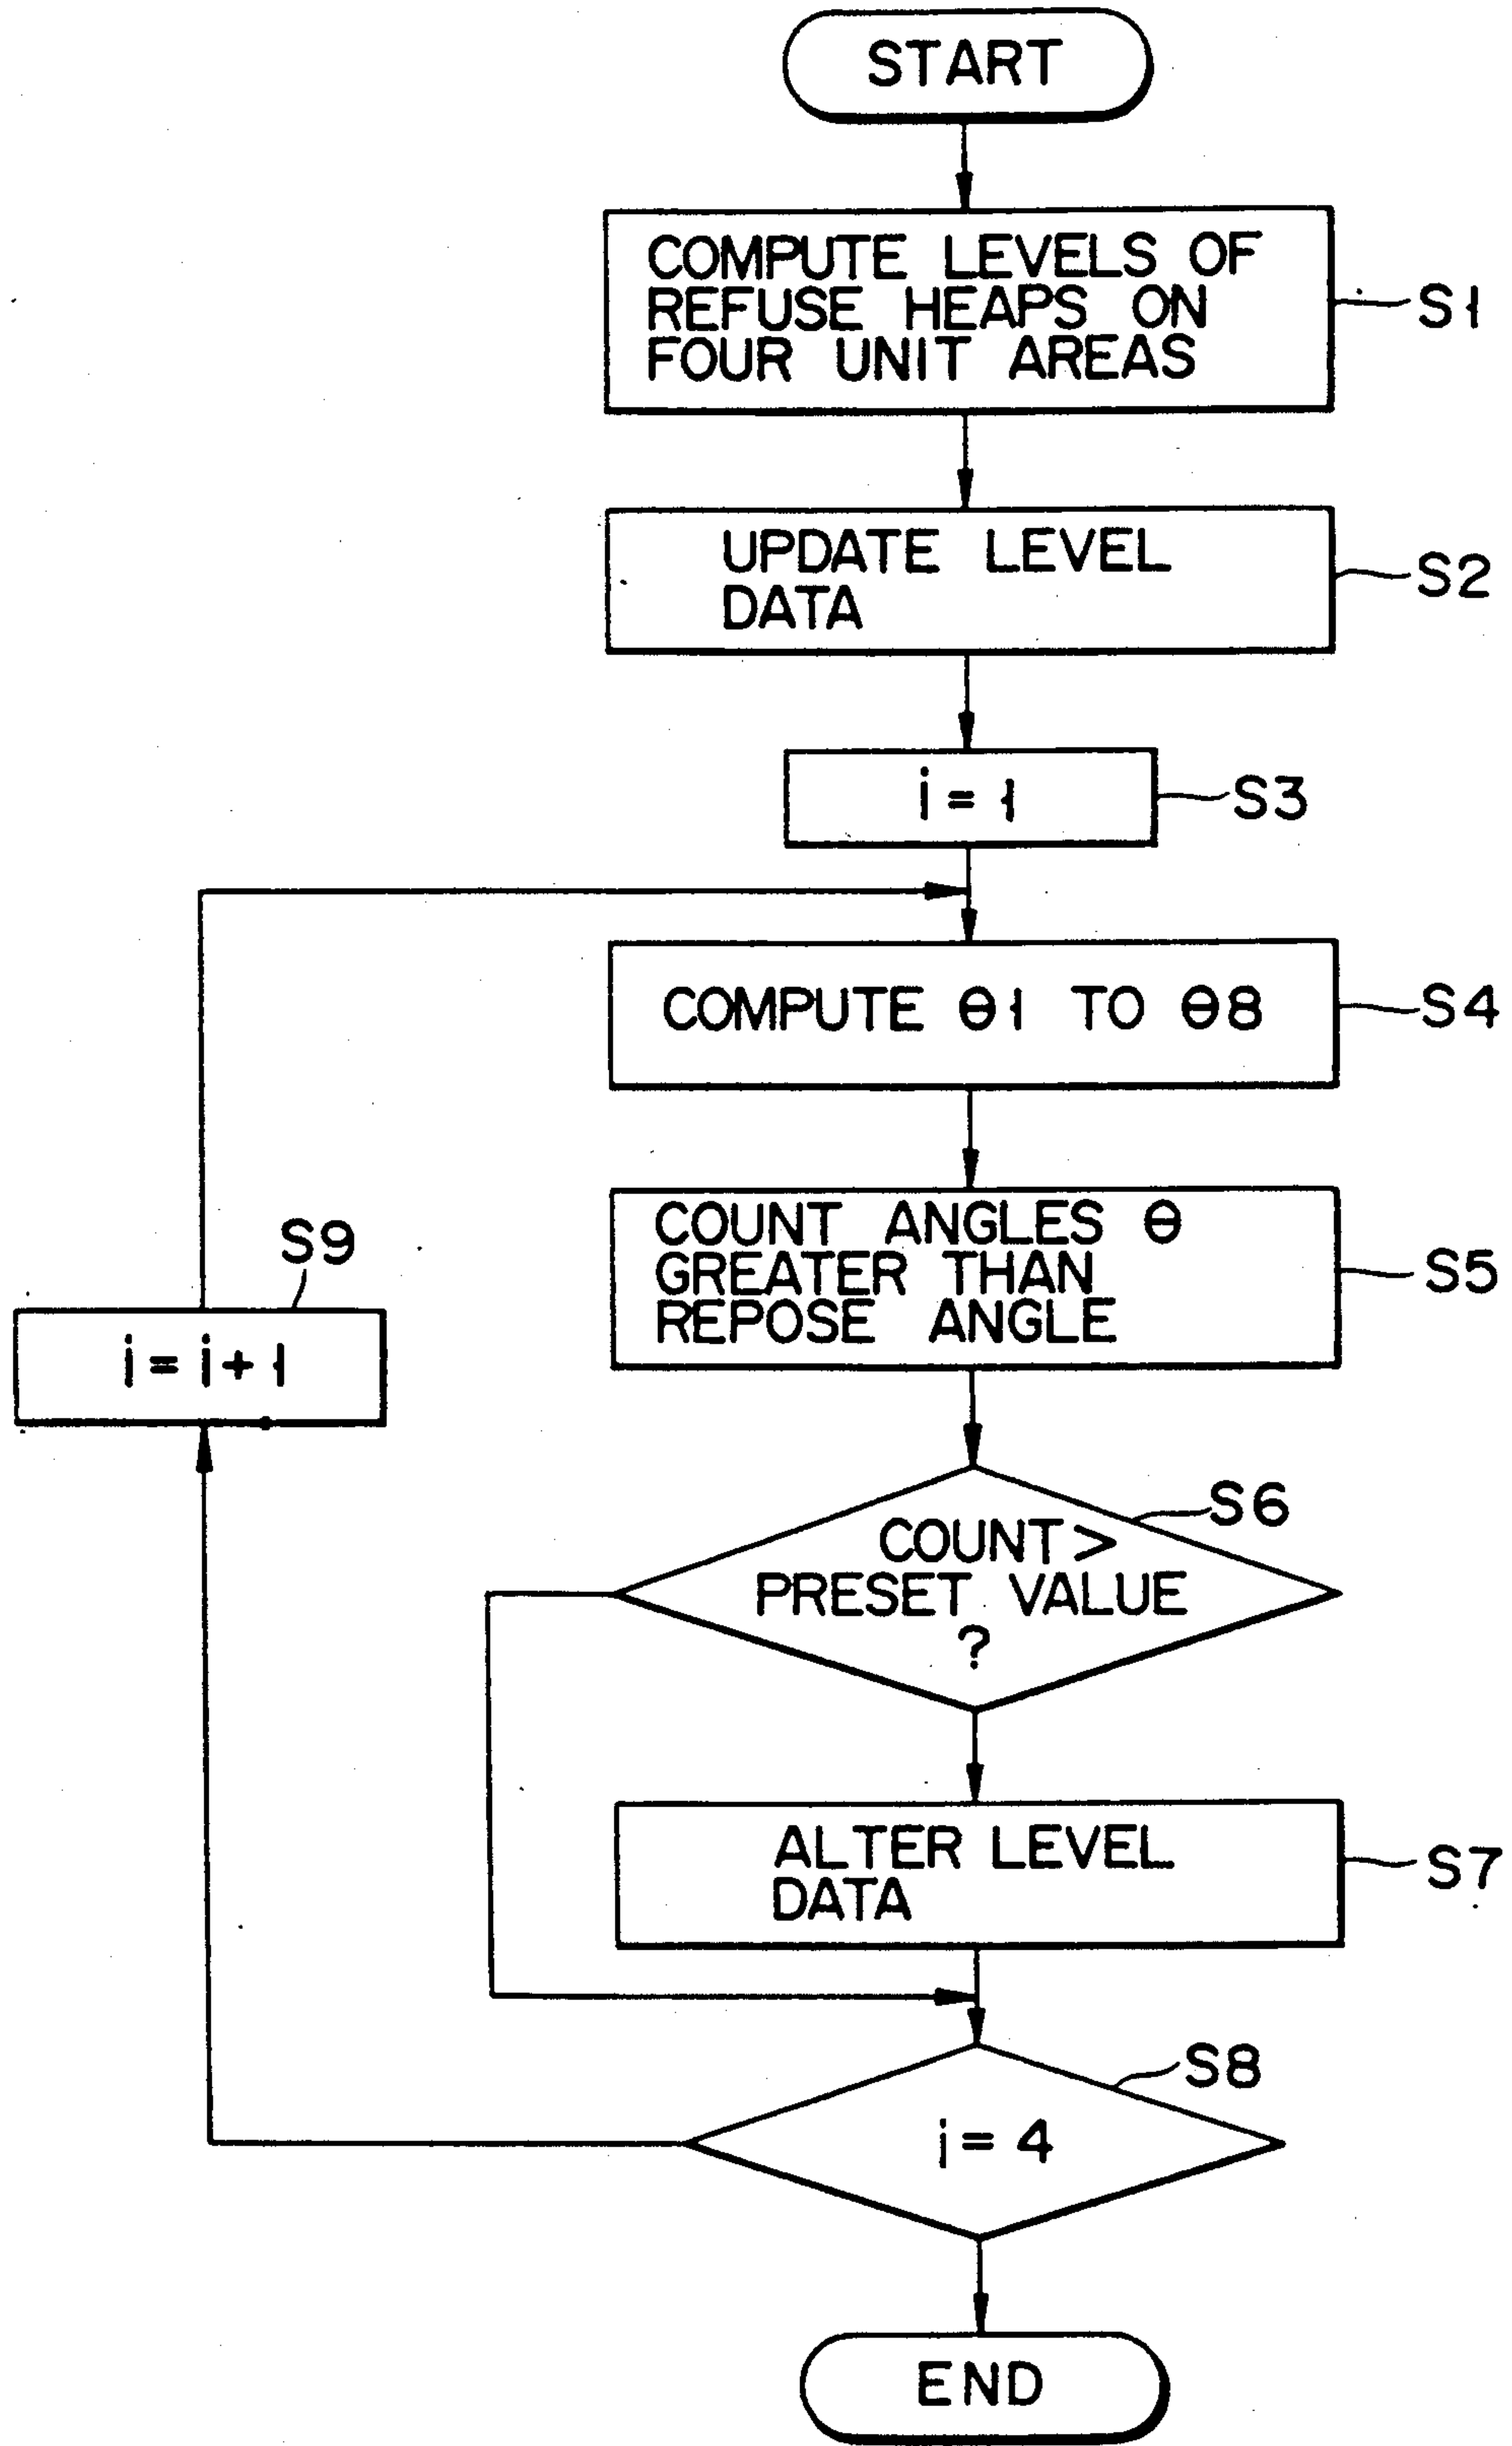 START
COMPUTE LEVELS OF
REFUSE HEAPS ON
FOUR UNIT AREAS
S1
UPDATE LEVEL
DATA
S2
i = 1
S3
COMPUTE θ1 TO θ8
S4
COUNT ANGLES θ
GREATER THAN
REPOSE ANGLE
S5
S9
i = i + 1
S6
COUNT >
PRESET VALUE
?
ALTER LEVEL
DATA
S7
S8
i = 4
END